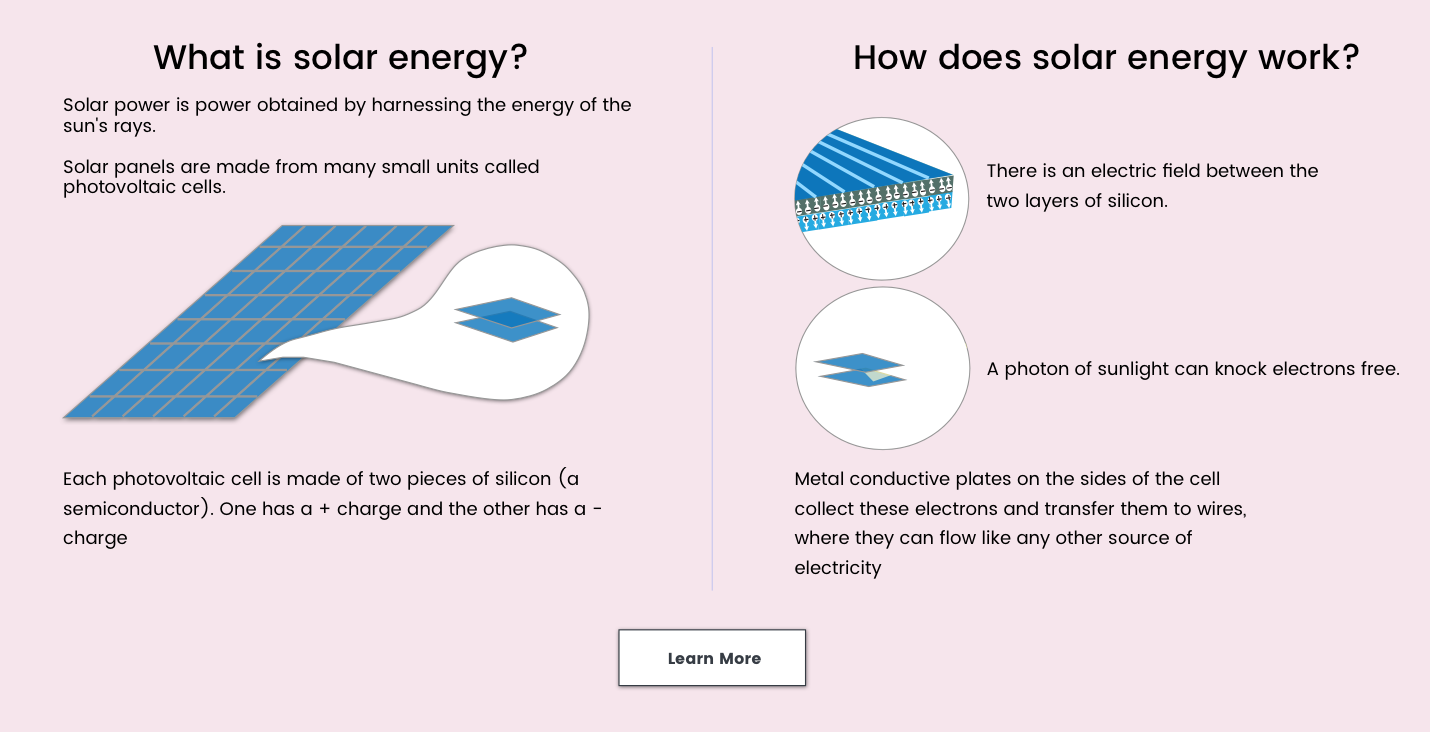 What is solar energy?
Solar power is power obtained by harnessing the energy of the
sun's rays.
Solar panels are made from many small units called
photovoltaic cells.
Each photovoltaic cell is made of two pieces of silicon (a
semiconductor). One has a + charge and the other has a -
charge
How does solar energy work?
There is an electric field between the
two layers of silicon.
A photon of sunlight can knock electrons free.
Metal conductive plates on the sides of the cell
collect these electrons and transfer them to wires,
where they can flow like any other source of
electricity
Learn More